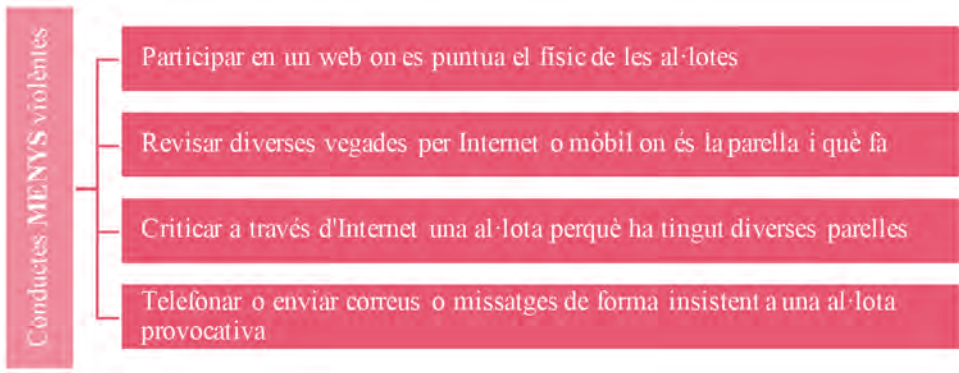 Conductes MENYS violèntes
Participar en un web on es puntua el físic de les al·lotes
Revisar diverses vegades per Internet o mòbil on és la parella i què fà
Criticar a través d'Internet una al·lota perquè ha tingut diverses parelles
Telefonar o enviar correus o missatges de forma insistent a una al·lota
provocativa